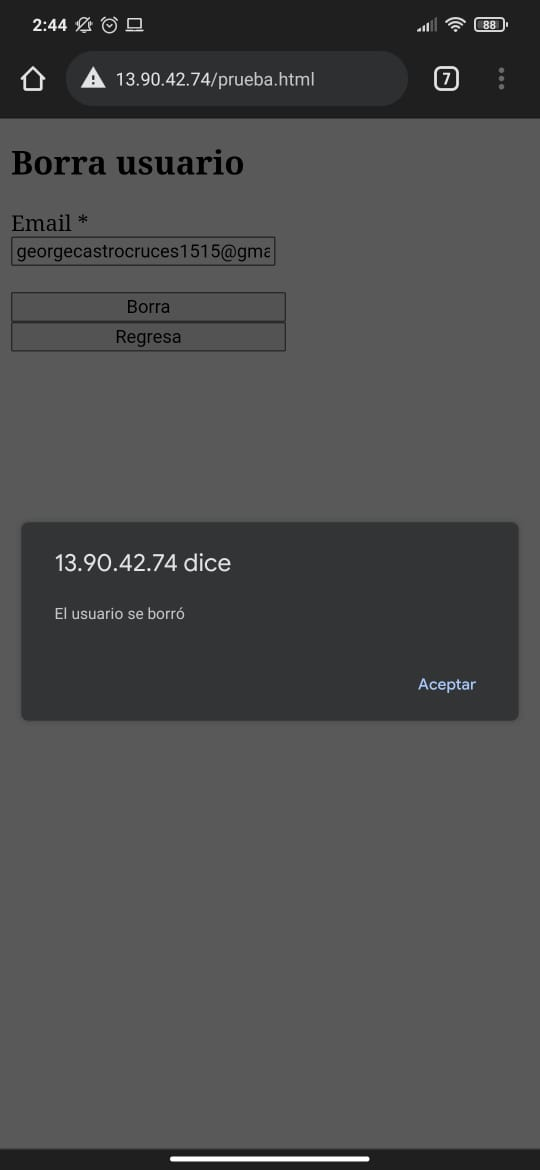 2:44
88
13.90.42.74/prueba.html
7
Borra usuario
Email *
georgecastrocruces1515@gma
Borra
Regresa
13.90.42.74 dice
El usuario se borró
Aceptar